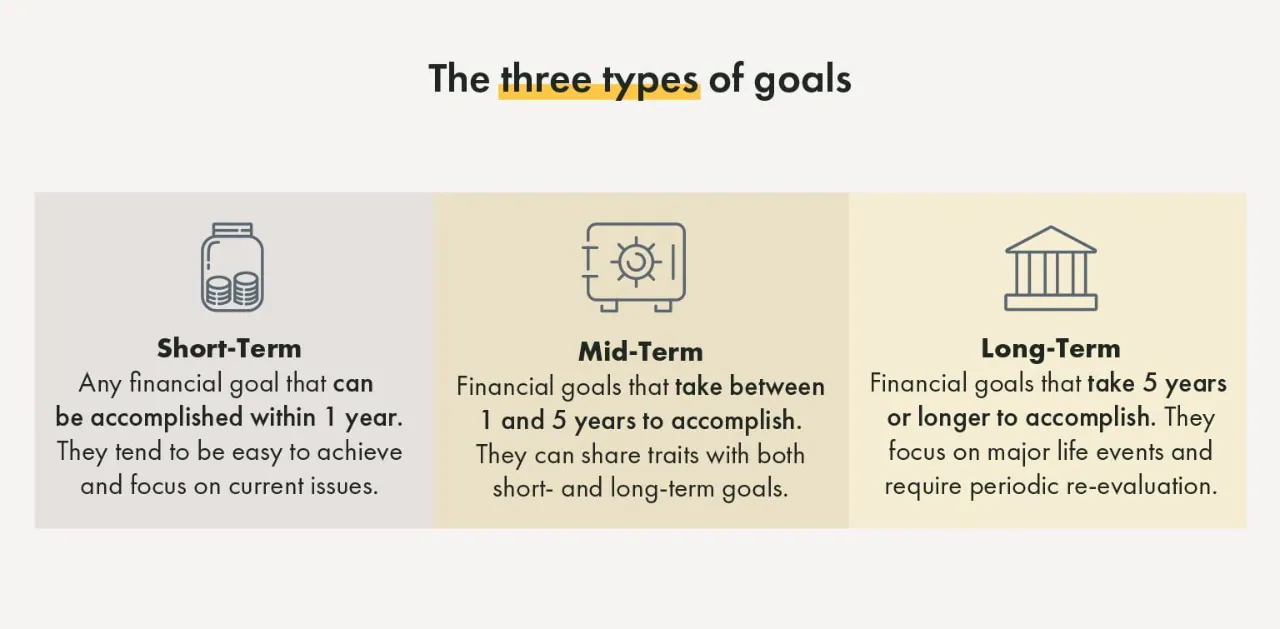 The three types of goals
Short-Term
Any financial goal that can
be accomplished within 1 year.
They tend to be easy to achieve
and focus on current issues.
Mid-Term
Financial goals that take between
1 and 5 years to accomplish.
They can share traits with both
short- and long-term goals.
Long-Term
Financial goals that take 5 years
or longer to accomplish. They
focus on major life events and
require periodic re-evaluation.